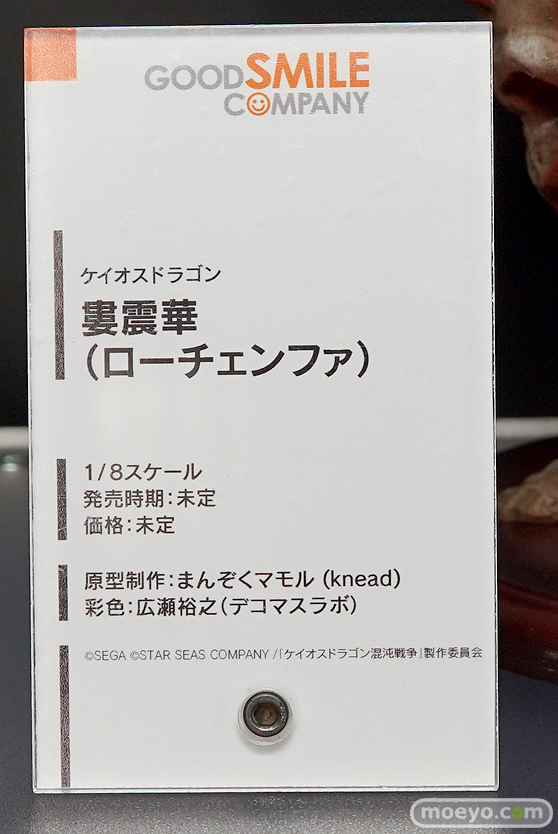 GOODSMILE
COMPANY
ケイオスドラゴン
婁震華
(ローチェンファ)
1/8スケール
発売時期：未定
価格：未定
原型制作：まんぞくマモル (knead)
彩色：広瀬裕之(デコマスラボ)
©SEGA ©STAR SEAS COMPANY /「ケイオスドラゴン混沌戦争」製作委員会
moeyo.com